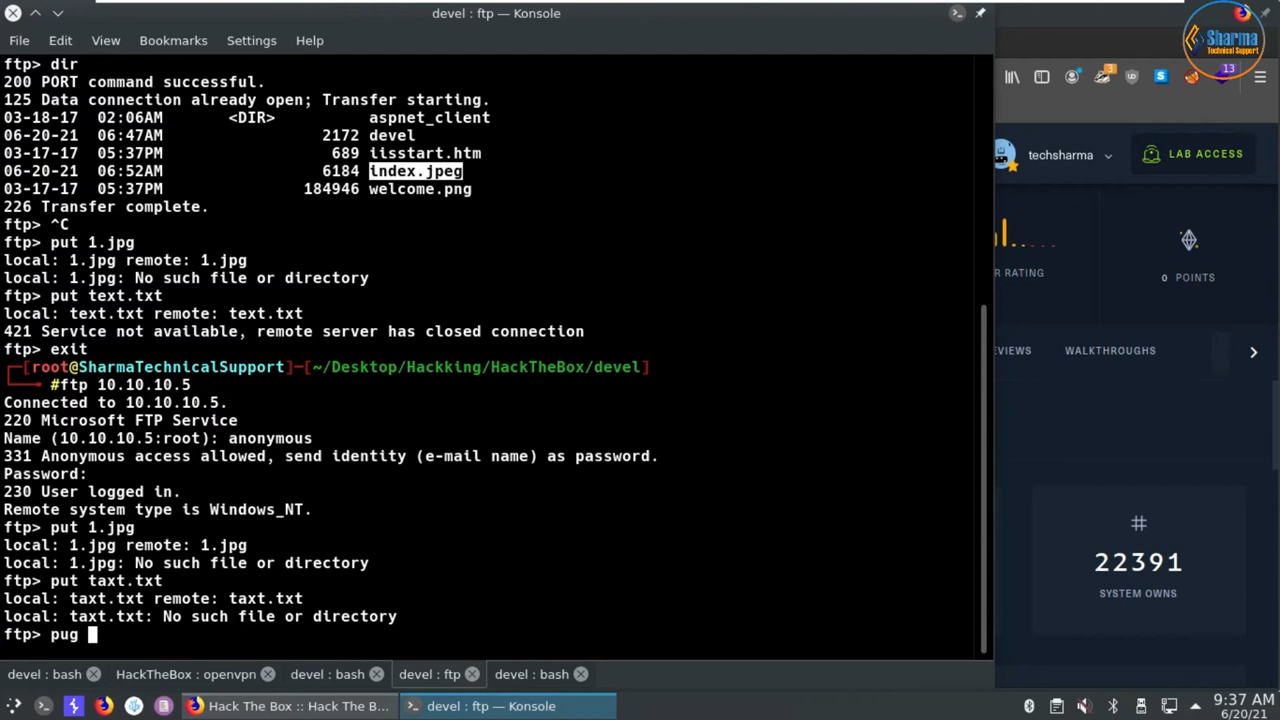 devel : ftp — Konsole
Sharma
Technical Support
File Edit View Bookmarks Settings Help
ftp> dir
200 PORT command successful.
125 Data connection already open; Transfer starting.
03-18-17 02:06AM <DIR> aspnet_client
06-20-21 06:47AM 2172 devel
03-17-17 05:37PM 689 iisstart.htm
06-20-21 06:52AM 6184 index.jpeg
03-17-17 05:37PM 184946 welcome.png
226 Transfer complete.
ftp> ^C
ftp> put 1.jpg
local: 1.jpg remote: 1.jpg
local: 1.jpg: No such file or directory
ftp> put text.txt
local: text.txt remote: text.txt
421 Service not available, remote server has closed connection
ftp> exit
┌─[root@SharmaTechnicalSupport]─[~/Desktop/Hackking/HackTheBox/devel]
└──╼ #ftp 10.10.10.5
Connected to 10.10.10.5.
220 Microsoft FTP Service
Name (10.10.10.5:root): anonymous
331 Anonymous access allowed, send identity (e-mail name) as password.
Password:
230 User logged in.
Remote system type is Windows_NT.
ftp> put 1.jpg
local: 1.jpg remote: 1.jpg
local: 1.jpg: No such file or directory
ftp> put taxt.txt
local: taxt.txt remote: taxt.txt
local: taxt.txt: No such file or directory
ftp> pug
3
13
techsharma
LAB ACCESS
R RATING
0 POINTS
EVIEWS WALKTHROUGHS
#
22391
SYSTEM OWNS
devel : bash HackTheBox : openvpn devel : bash devel : ftp devel : bash
Hack The Box :: Hack The B... devel : ftp — Konsole
9:37 AM
6/20/21